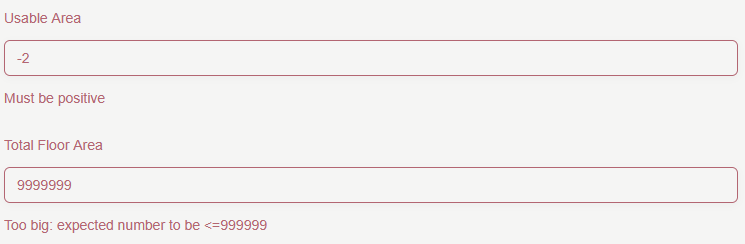 Usable Area
-2
Must be positive
Total Floor Area
9999999
Too big: expected number to be <=999999